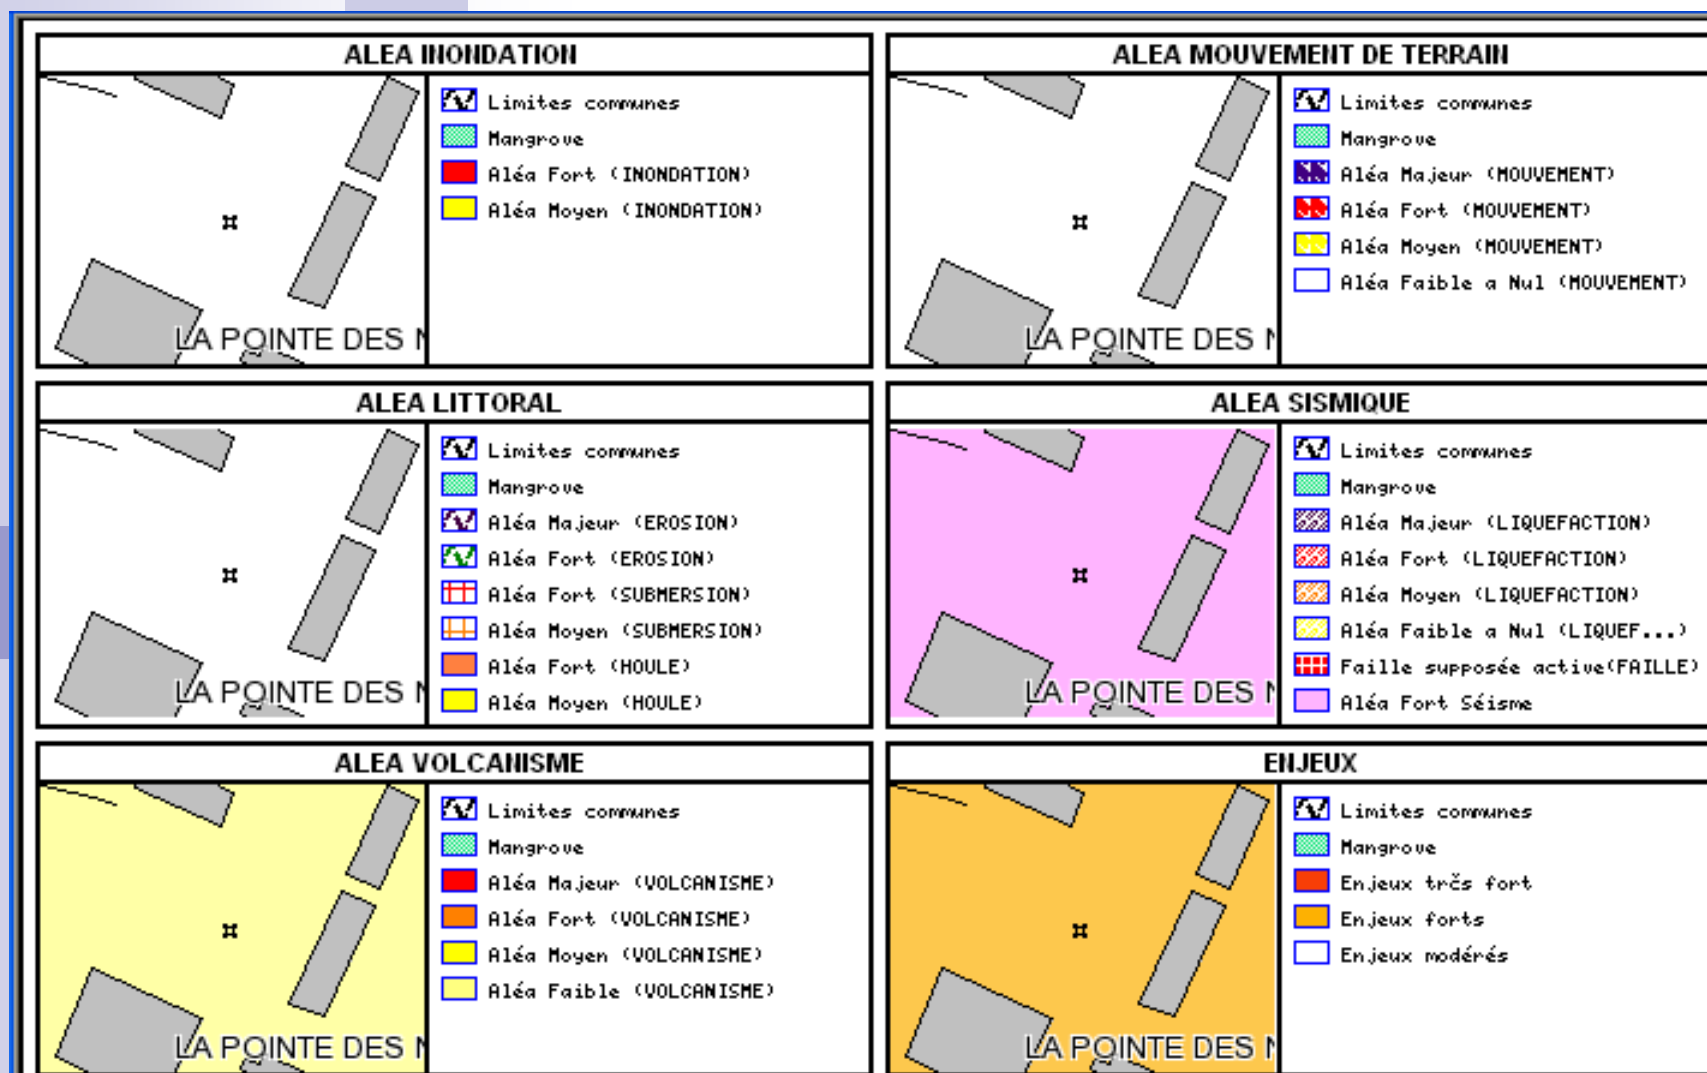 ALEA INONDATION
LA POINTE DES
Limites communes
Mangrove
Aléa Fort (INONDATION)
Aléa Moyen (INONDATION)
ALEA MOUVEMENT DE TERRAIN
LA POINTE DES
Limites communes
Mangrove
Aléa Majeur (MOUVEMENT)
Aléa Fort (MOUVEMENT)
Aléa Moyen (MOUVEMENT)
Aléa Faible a Nul (MOUVEMENT)
ALEA LITTORAL
LA POINTE DES
Limites communes
Mangrove
Aléa Majeur (EROSION)
Aléa Fort (EROSION)
Aléa Fort (SUBMERSION)
Aléa Moyen (SUBMERSION)
Aléa Fort (HOULE)
Aléa Moyen (HOULE)
ALEA SISMIQUE
LA POINTE DES
Limites communes
Mangrove
Aléa Majeur (LIQUEFACTION)
Aléa Fort (LIQUEFACTION)
Aléa Moyen (LIQUEFACTION)
Aléa Faible a Nul (LIQUEF...)
Faille supposée active(FAILLE)
Aléa Fort Séisme
ALEA VOLCANISME
LA POINTE DES
Limites communes
Mangrove
Aléa Majeur (VOLCANISME)
Aléa Fort (VOLCANISME)
Aléa Moyen (VOLCANISME)
Aléa Faible (VOLCANISME)
ENJEUX
LA POINTE DES
Limites communes
Mangrove
Enjeux trčs fort
Enjeux forts
Enjeux modérés